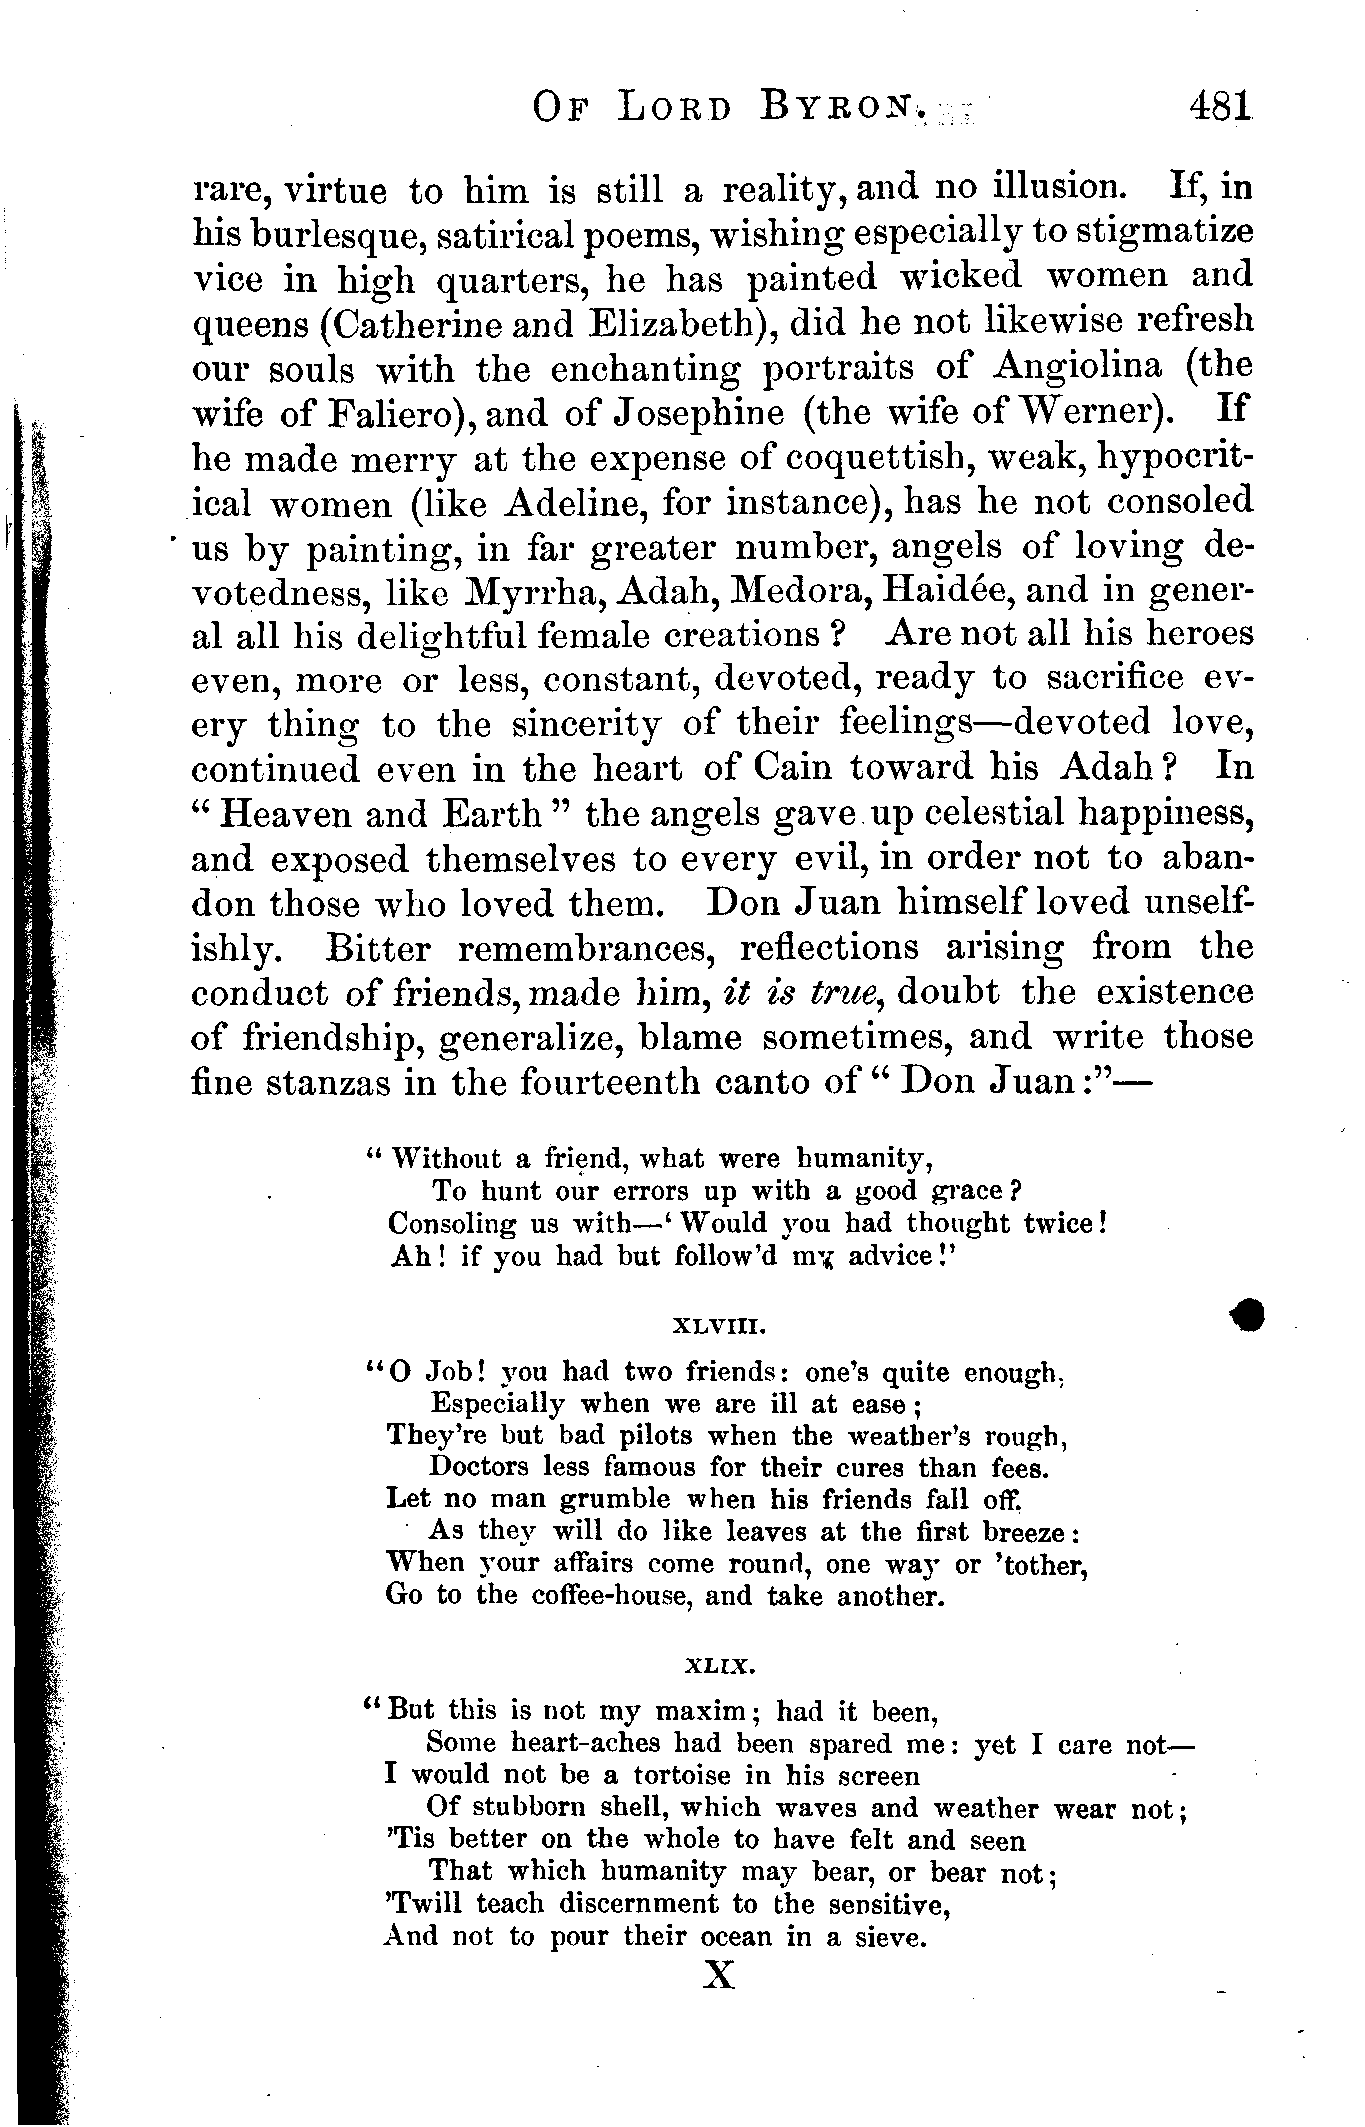 OF LORD BYRON. 481
rare, virtue to him is still a reality, and no illusion. If, in
his burlesque, satirical poems, wishing especially to stigmatize
vice in high quarters, he has painted wicked women and
queens (Catherine and Elizabeth), did he not likewise refresh
our souls with the enchanting portraits of Angiolina (the
wife of Faliero), and of Josephine (the wife of Werner). If
he made merry at the expense of coquettish, weak, hypocrit-
ical women (like Adeline, for instance), has he not consoled
us by painting, in far greater number, angels of loving de-
votedness, like Myrrha, Adah, Medora, Haidée, and in gener-
al all his delightful female creations? Are not all his heroes
even, more or less, constant, devoted, ready to sacrifice ev-
ery thing to the sincerity of their feelings—devoted love,
continued even in the heart of Cain toward his Adah? In
"Heaven and Earth" the angels gave up celestial happiness,
and exposed themselves to every evil, in order not to aban-
don those who loved them. Don Juan himself loved unself-
ishly. Bitter remembrances, reflections arising from the
conduct of friends, made him, it is true, doubt the existence
of friendship, generalize, blame sometimes, and write those
fine stanzas in the fourteenth canto of "Don Juan:"—
"Without a friend, what were humanity,
To hunt our errors up with a good grace?
Consoling us with—'Would you had thought twice!
Ah! if you had but follow'd my advice!'
XLVIII.
"O Job! you had two friends: one's quite enough,
Especially when we are ill at ease;
They're but bad pilots when the weather's rough,
Doctors less famous for their cures than fees.
Let no man grumble when his friends fall off,
As they will do like leaves at the first breeze:
When your affairs come round, one way or 'tother,
Go to the coffee-house, and take another.
XLIX.
"But this is not my maxim; had it been,
Some heart-aches had been spared me: yet I care not—
I would not be a tortoise in his screen
Of stubborn shell, which waves and weather wear not;
'Tis better on the whole to have felt and seen
That which humanity may bear, or bear not;
'Twill teach discernment to the sensitive,
And not to pour their ocean in a sieve.
X